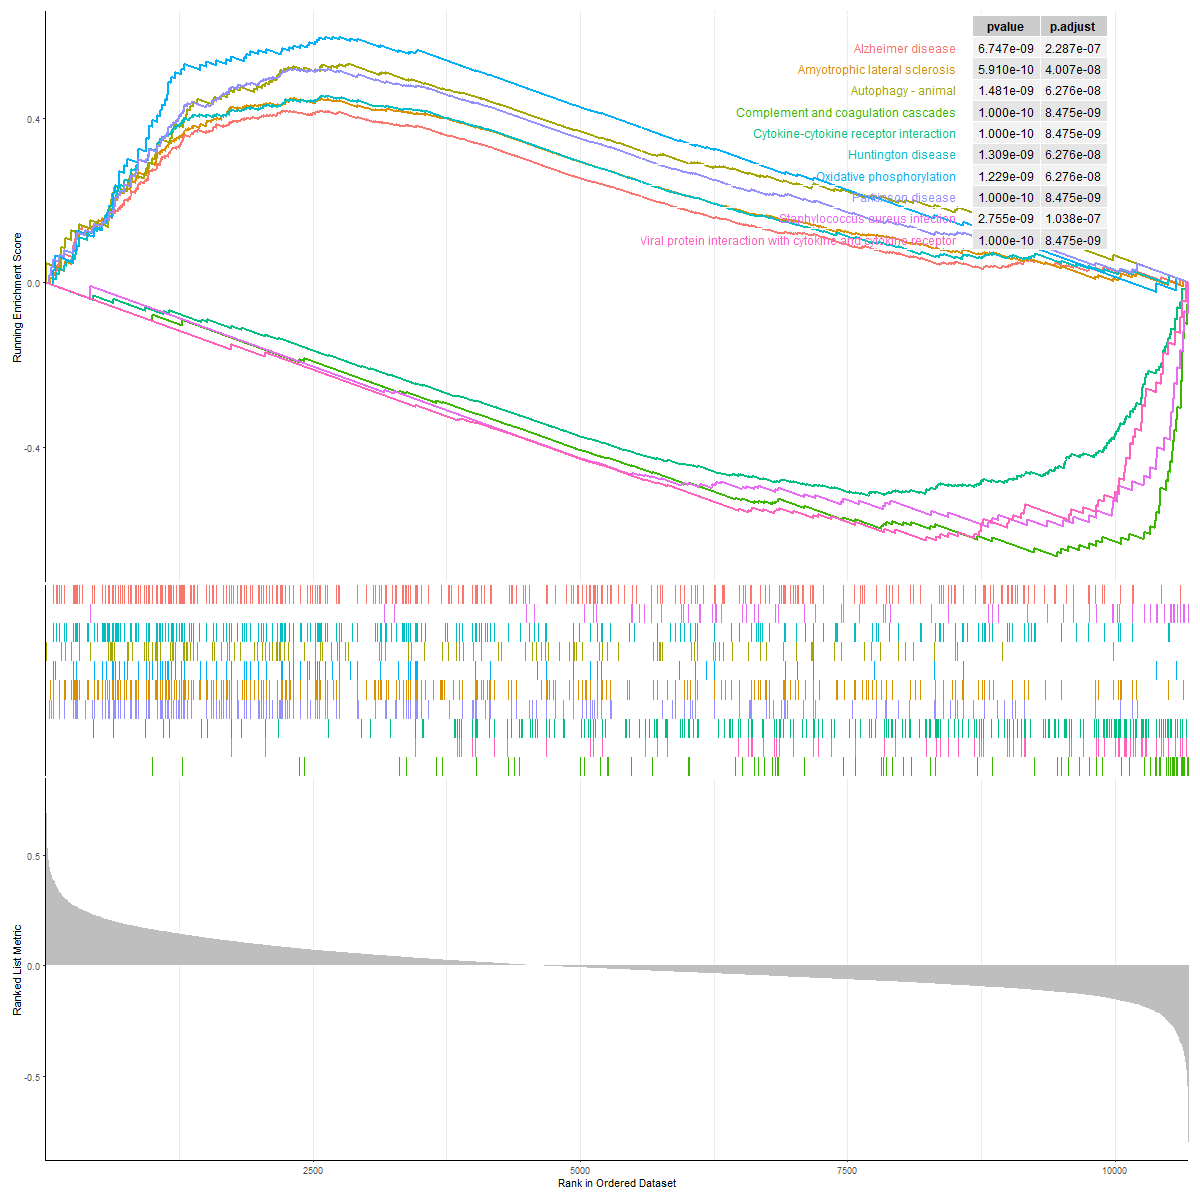 pvalue p.adjust
Alzheimer disease 6.747e-09 2.287e-07
Amyotrophic lateral sclerosis 5.910e-10 4.007e-08
Autophagy - animal 1.481e-09 6.276e-08
Complement and coagulation cascades 1.000e-10 8.475e-09
Cytokine-cytokine receptor interaction 1.000e-10 8.475e-09
Huntington disease 1.309e-09 6.276e-08
Oxidative phosphorylation 1.229e-09 6.276e-08
Parkinson disease 1.000e-10 8.475e-09
Staphylococcus aureus infection 2.755e-09 1.038e-07
Viral protein interaction with cytokine and cytokine receptor 1.000e-10 8.475e-09
Running Enrichment Score
0.4
0.0
-0.4
Ranked List Metric
0.5
0.0
-0.5
2500 5000 7500 10000
Rank in Ordered Dataset